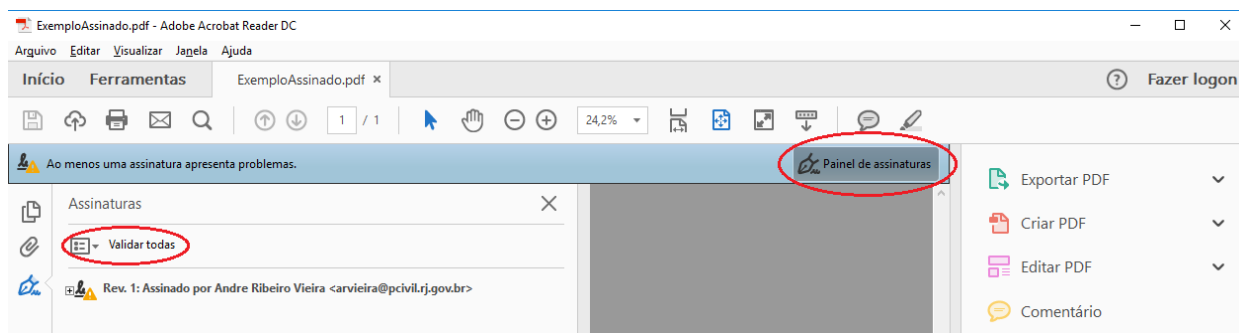 ExemploAssinado.pdf - Adobe Acrobat Reader DC
Arquivo Editar Visualizar Janela Ajuda
Início Ferramentas ExemploAssinado.pdf × ? Fazer logon
1 / 1 24,2%
Ao menos uma assinatura apresenta problemas. Painel de assinaturas
Assinaturas
Validar todas
Rev. 1: Assinado por Andre Ribeiro Vieira <arvieira@pcivil.rj.gov.br>
Exportar PDF
Criar PDF
Editar PDF
Comentário